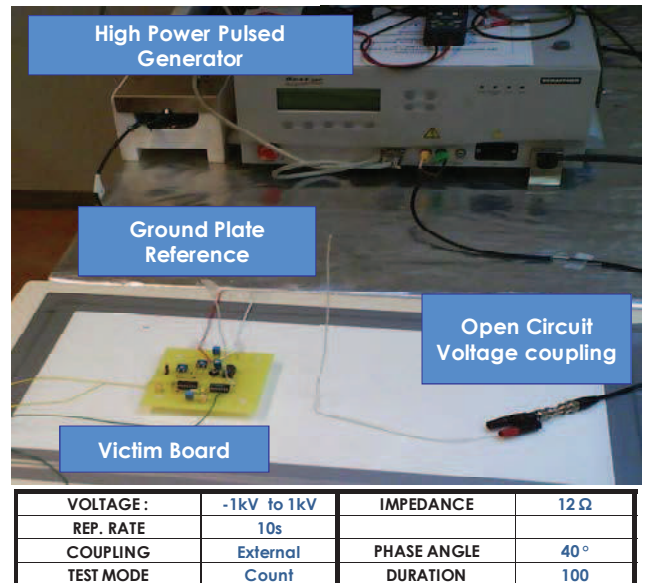 High Power Pulsed
Generator
Ground Plate
Reference
Open Circuit
Voltage coupling
Victim Board
VOLTAGE : -1kV to 1kV IMPEDANCE 12 Ω
REP. RATE 10s
COUPLING External PHASE ANGLE 40°
TEST MODE Count DURATION 100